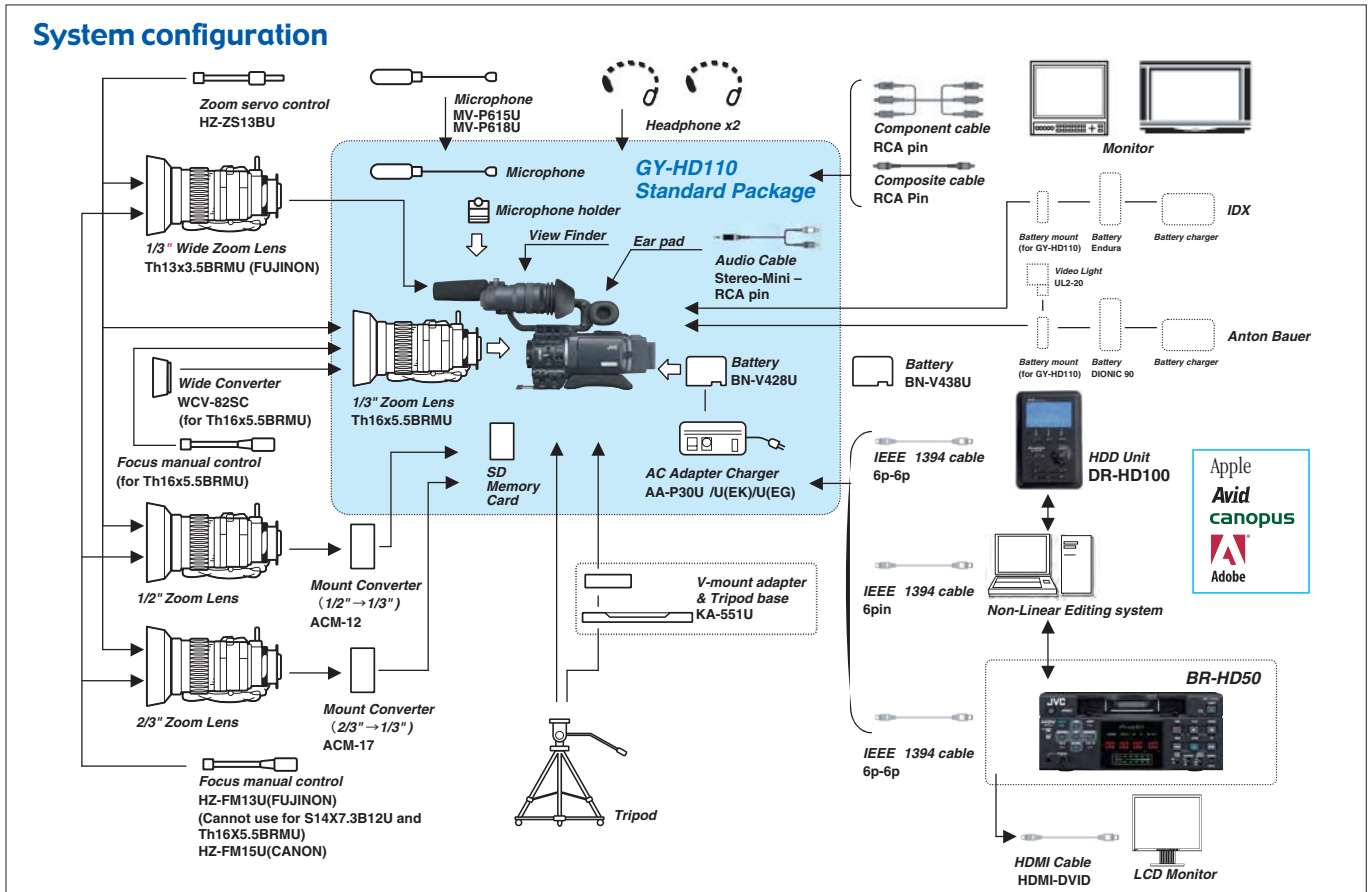 System configuration
Zoom servo control
HZ-ZS13BU
Microphone
MV-P615U
MV-P618U
Headphone x2
Component cable
RCA pin
Composite cable
RCA Pin
Monitor
GY-HD110
Standard Package
Microphone
Microphone holder
View Finder
Ear pad
Audio Cable
Stereo-Mini –
RCA pin
1/3" Wide Zoom Lens
Th13x3.5BRMU (FUJINON)
Battery mount
(for GY-HD110)
Battery
Endura
Battery charger
IDX
Video Light
UL2-20
Battery mount
(for GY-HD110)
Battery
DIONIC 90
Battery charger
Anton Bauer
Wide Converter
WCV-82SC
(for Th16x5.5BRMU)
1/3" Zoom Lens
Th16x5.5BRMU
JVC
Battery
BN-V428U
Battery
BN-V438U
Focus manual control
(for Th16x5.5BRMU)
SD
Memory
Card
AC Adapter Charger
AA-P30U /U(EK)/U(EG)
IEEE 1394 cable
6p-6p
HDD Unit
DR-HD100
Apple
Avid
canopus
Adobe
1/2" Zoom Lens
Mount Converter
(1/2"→1/3")
ACM-12
V-mount adapter
& Tripod base
KA-551U
IEEE 1394 cable
6pin
Non-Linear Editing system
2/3" Zoom Lens
Mount Converter
(2/3"→1/3")
ACM-17
BR-HD50
JVC
IEEE 1394 cable
6p-6p
Focus manual control
HZ-FM13U(FUJINON)
(Cannot use for S14X7.3B12U and
Th16X5.5BRMU)
HZ-FM15U(CANON)
Tripod
HDMI Cable
HDMI-DVID
LCD Monitor